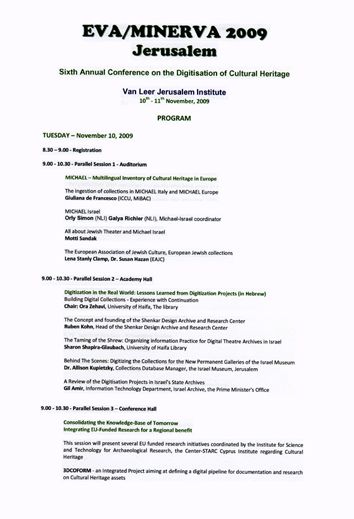 EVA/MINERVA 2009
Jerusalem
Sixth Annual Conference on the Digitisation of Cultural Heritage
Van Leer Jerusalem Institute
10th - 11th November, 2009
PROGRAM
TUESDAY – November 10, 2009
8.30 – 9.00 - Registration
9.00 - 10.30 - Parallel Session 1 - Auditorium
MICHAEL – Multilingual Inventory of Cultural Heritage in Europe
The ingestion of collections in MICHAEL Italy and MICHAEL Europe
Giuliana de Francesco (ICCU, MiBAC)
MICHAEL Israel
Orly Simon (NLI) Galya Richler (NLI), Michael-Israel coordinator
All about Jewish Theater and Michael Israel
Motti Sandak
The European Association of Jewish Culture, European Jewish collections
Lena Stanly Clamp, Dr. Susan Hazan (EAJC)
9.00 - 10.30 - Parallel Session 2 – Academy Hall
Digitization in the Real World: Lessons Learned from Digitization Projects (in Hebrew)
Building Digital Collections - Experience with Continuation
Chair: Ora Zehavi, University of Haifa, The library
The Concept and founding of the Shenkar Design Archive and Research Center
Ruben Kohn, Head of the Shenkar Design Archive and Research Center
The Taming of the Shrew: Organizing information Practice for Digital Theatre Archives in Israel
Sharon Shapira-Glaubach, University of Haifa Library
Behind The Scenes: Digitizing the Collections for the New Permanent Galleries of the Israel Museum
Dr. Allison Kupietzky, Collections Database Manager, the Israel Museum, Jerusalem
A Review of the Digitisation Projects in Israel's State Archives
Gil Amir, Information Technology Department, Israel Archive, the Prime Minister's Office
9.00 - 10.30 - Parallel Session 3 – Conference Hall
Consolidating the Knowledge-Base of Tomorrow
Integrating EU-Funded Research for a Regional benefit
This session will present several EU funded research initiatives coordinated by the Institute for Science
and Technology for Archaeological Research, the Center-STARC Cyprus Institute regarding Cultural
Heritage
3DCOFORM - an Integrated Project aiming at defining a digital pipeline for documentation and research
on Cultural Heritage assets